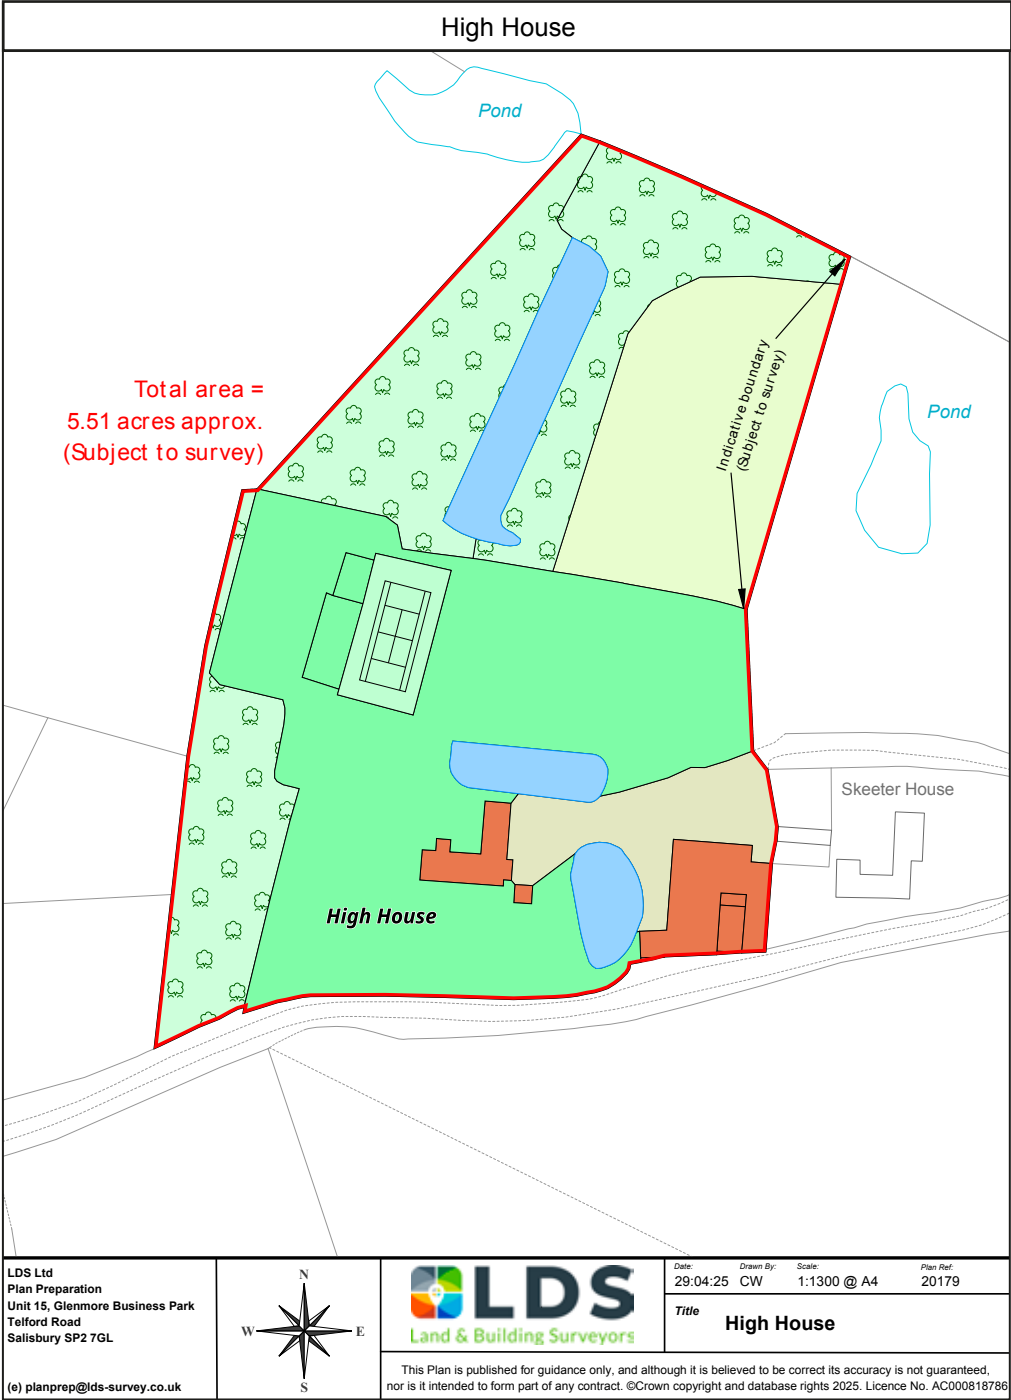 High House
Pond
Total area =
5.51 acres approx.
(Subject to survey)
Indicative boundary
(Subject to survey)
Pond
Skeeter House
High House
LDS Ltd
Plan Preparation
Unit 15, Glenmore Business Park
Telford Road
Salisbury SP2 7GL
(e) planprep@lds-survey.co.uk
N
W E
S
LDS
Land & Building Surveyors
Date: Drawn By: Scale: Plan Ref:
29:04:25 CW 1:1300 @ A4 20179
Title
High House
This Plan is published for guidance only, and although it is believed to be correct its accuracy is not guaranteed,
nor is it intended to form part of any contract. ©Crown copyright and database rights 2025. Licence No. AC000818786